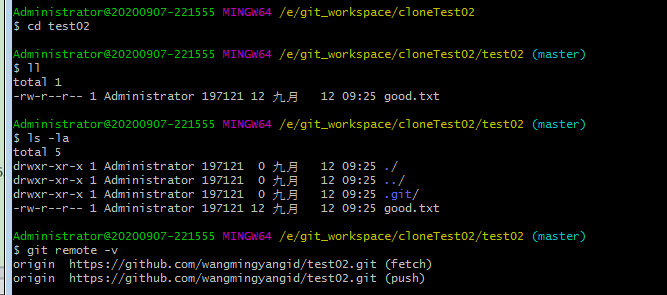 Administrator@20200907-221555 MINGW64 /e/git_workspace/cloneTest02
$ cd test02
Administrator@20200907-221555 MINGW64 /e/git_workspace/cloneTest02/test02 (master)
$ ll
total 1
-rw-r--r-- 1 Administrator 197121 12 九月   12 09:25 good.txt
Administrator@20200907-221555 MINGW64 /e/git_workspace/cloneTest02/test02 (master)
$ ls -la
total 5
drwxr-xr-x 1 Administrator 197121  0 九月   12 09:25 ./
drwxr-xr-x 1 Administrator 197121  0 九月   12 09:25 ../
drwxr-xr-x 1 Administrator 197121  0 九月   12 09:25 .git/
-rw-r--r-- 1 Administrator 197121 12 九月   12 09:25 good.txt
Administrator@20200907-221555 MINGW64 /e/git_workspace/cloneTest02/test02 (master)
$ git remote -v
origin  https://github.com/wangmingyangid/test02.git (fetch)
origin  https://github.com/wangmingyangid/test02.git (push)